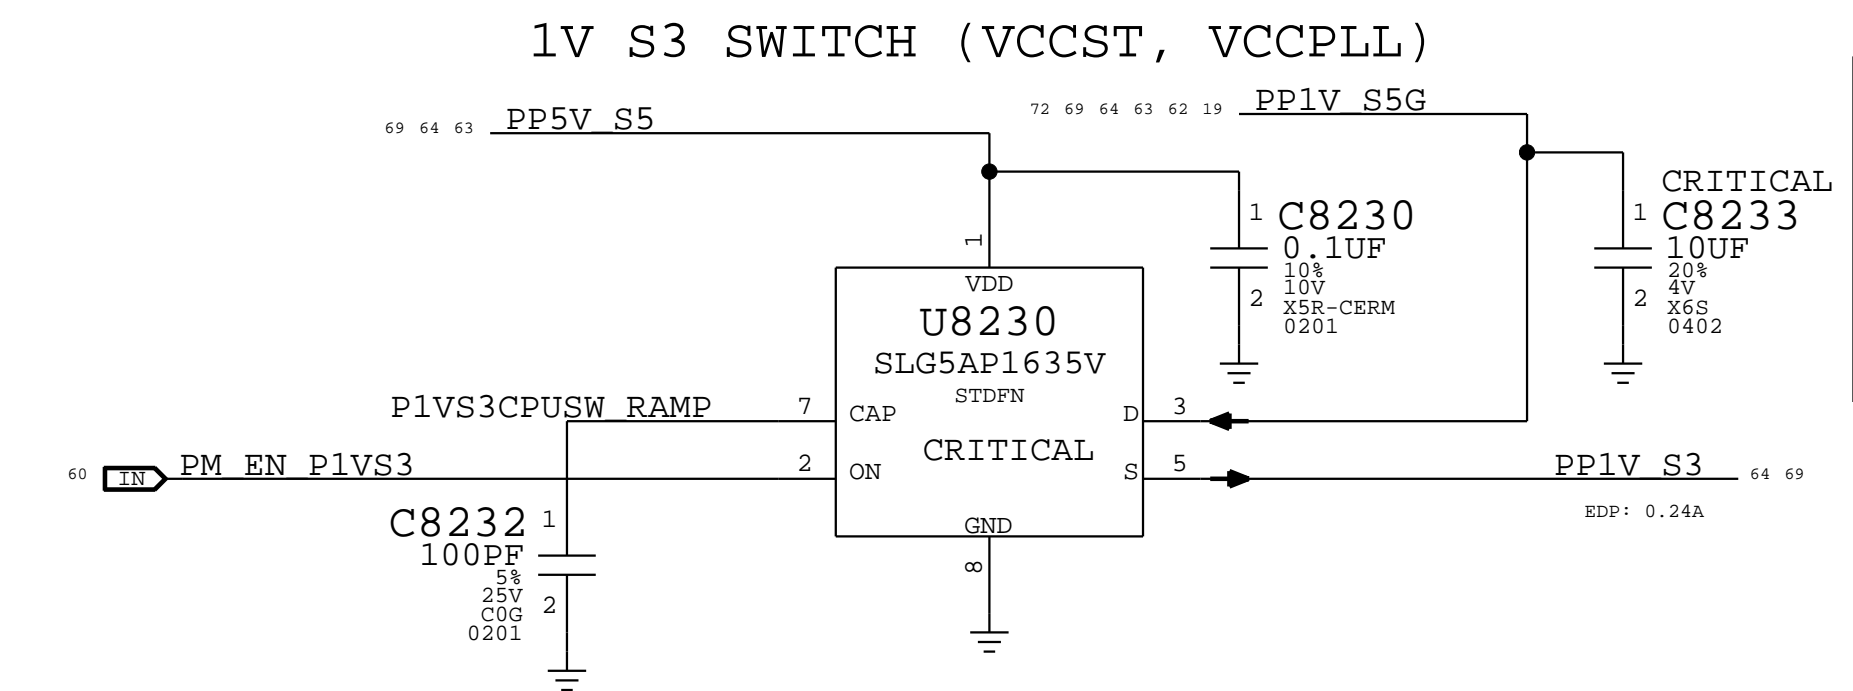 1V S3 SWITCH (VCCST, VCCPLL)
72 69 64 63 62 19 PP1V_S5G
69 64 63 PP5V_S5
CRITICAL
1 C8230
0.1UF
10%
10V
2 X5R-CERM
0201
1 C8233
10UF
20%
4V
2 X6S
0402
1
VDD
U8230
SLG5AP1635V
STDFN
CRITICAL
P1VS3CPUSW_RAMP 7 CAP
D 3
60 IN PM_EN_P1VS3 2 ON
S 5 PP1V_S3 64 69
EDP: 0.24A
GND
8
C8232 1
100PF
5%
25V
C0G 2
0201